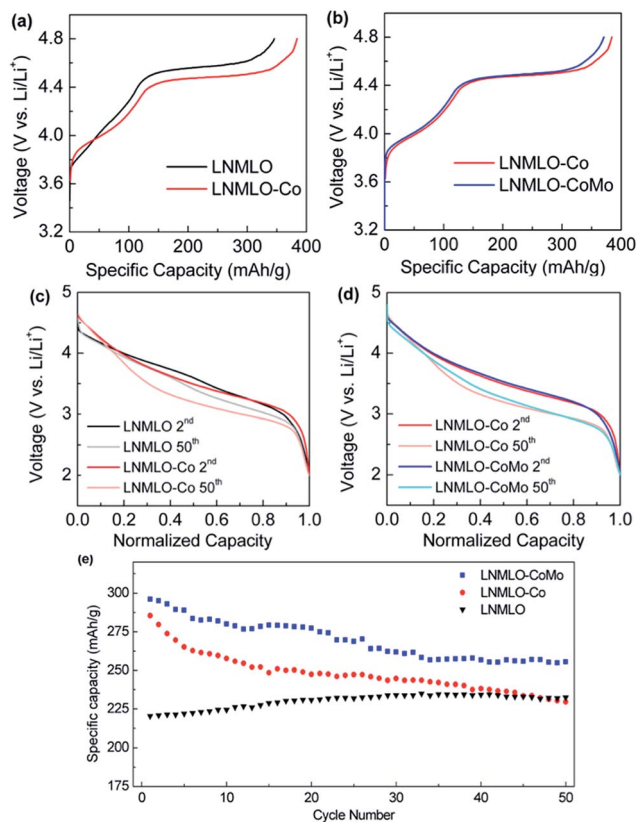 (a)
4.8
4.4
4.0
3.6
3.2
Voltage (V vs. Li/Li⁺)
LNMLO
LNMLO-Co
0 100 200 300 400
Specific Capacity (mAh/g)
(b)
4.8
4.4
4.0
3.6
3.2
Voltage (V vs. Li/Li⁺)
LNMLO-Co
LNMLO-CoMo
0 100 200 300 400
Specific Capacity (mAh/g)
(c)
5
4
3
2
Voltage (V vs. Li/Li⁺)
LNMLO 2ⁿᵈ
LNMLO 50ᵗʰ
LNMLO-Co 2ⁿᵈ
LNMLO-Co 50ᵗʰ
0.0 0.2 0.4 0.6 0.8 1.0
Normalized Capacity
(d)
5
4
3
2
Voltage (V vs. Li/Li⁺)
LNMLO-Co 2ⁿᵈ
LNMLO-Co 50ᵗʰ
LNMLO-CoMo 2ⁿᵈ
LNMLO-CoMo 50ᵗʰ
0.0 0.2 0.4 0.6 0.8 1.0
Normalized Capacity
(e)
300
275
250
225
200
175
Specific capacity (mAh/g)
LNMLO-CoMo
LNMLO-Co
LNMLO
0 10 20 30 40 50
Cycle Number